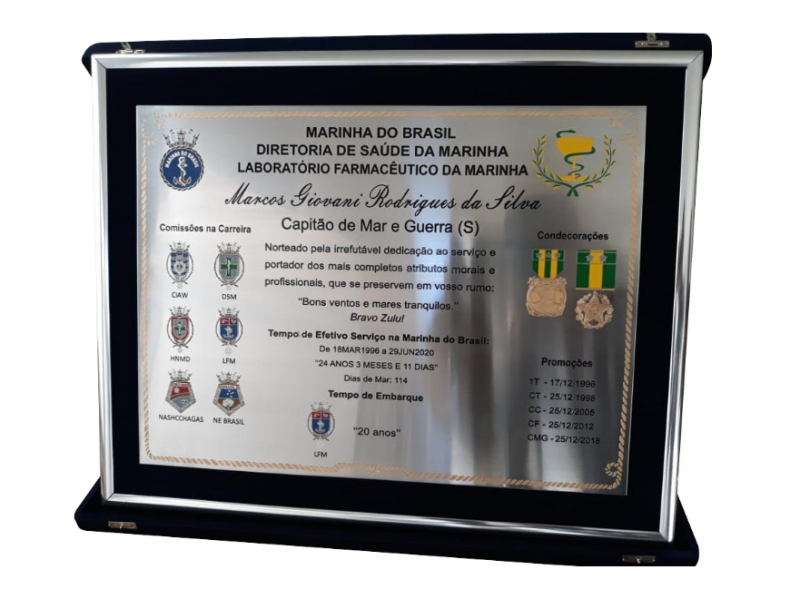 MARINHA DO BRASIL
DIRETORIA DE SAÚDE DA MARINHA
LABORATÓRIO FARMACÊUTICO DA MARINHA
MARINHA DO BRASIL
Marcos Giovani Rodrigues da Silva
Capitão de Mar e Guerra (S)
Comissões na Carreira
CIAW
DSM
HNMD
LFM
NASHCCHAGAS
NE BRASIL
Norteado pela irrefutável dedicação ao serviço e
portador dos mais completos atributos morais e
profissionais, que se preservem em vosso rumo:
"Bons ventos e mares tranquilos."
Bravo Zulu!
Tempo de Efetivo Serviço na Marinha do Brasil:
De 18MAR1996 a 29JUN2020
"24 ANOS 3 MESES E 11 DIAS"
Dias de Mar: 114
Tempo de Embarque
"20 anos"
LFM
Condecorações
Promoções
1T - 17/12/1996
CT - 25/12/1998
CC - 25/12/2005
CF - 25/12/2012
CMG - 25/12/2018